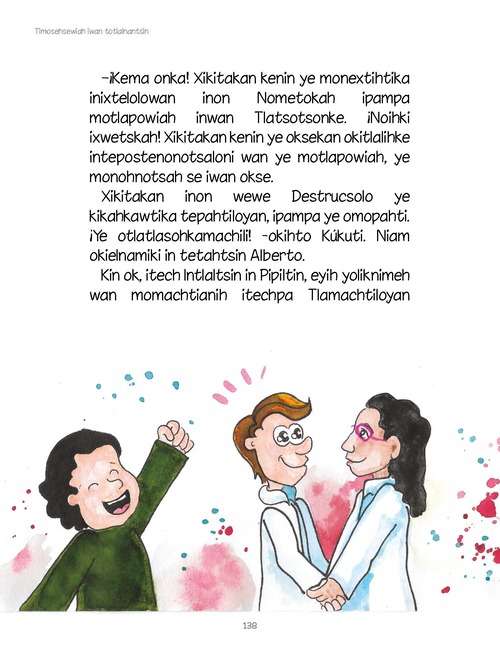 Timosehsewiah iwan totlalnantsin
–¡Kema onka! Xikitakan kenin ye monextihtika
inixtelolowan inon Nometokah ipampa
motlapowiah inwan Tlatsotsonke. ¡Noihki
ixwetskah! Xikitakan kenin ye oksekan okitlalihke
intepostenonotsaloni wan ye motlapowiah, ye
monohnotsah se iwan okse.
Xikitakan inon wewe Destrucsolo ye
kikahkawtika tepahtiloyan, ipampa ye omopahti.
¡Ye otlatlasohkamachili! -okihto Kúkuti. Niam
okielnamiki in tetahtsin Alberto.
Kin ok, itech Intlaltsin in Pipiltin, eyih yoliknimeh
wan momachtianih itechpa Tlamachtiloyan
138